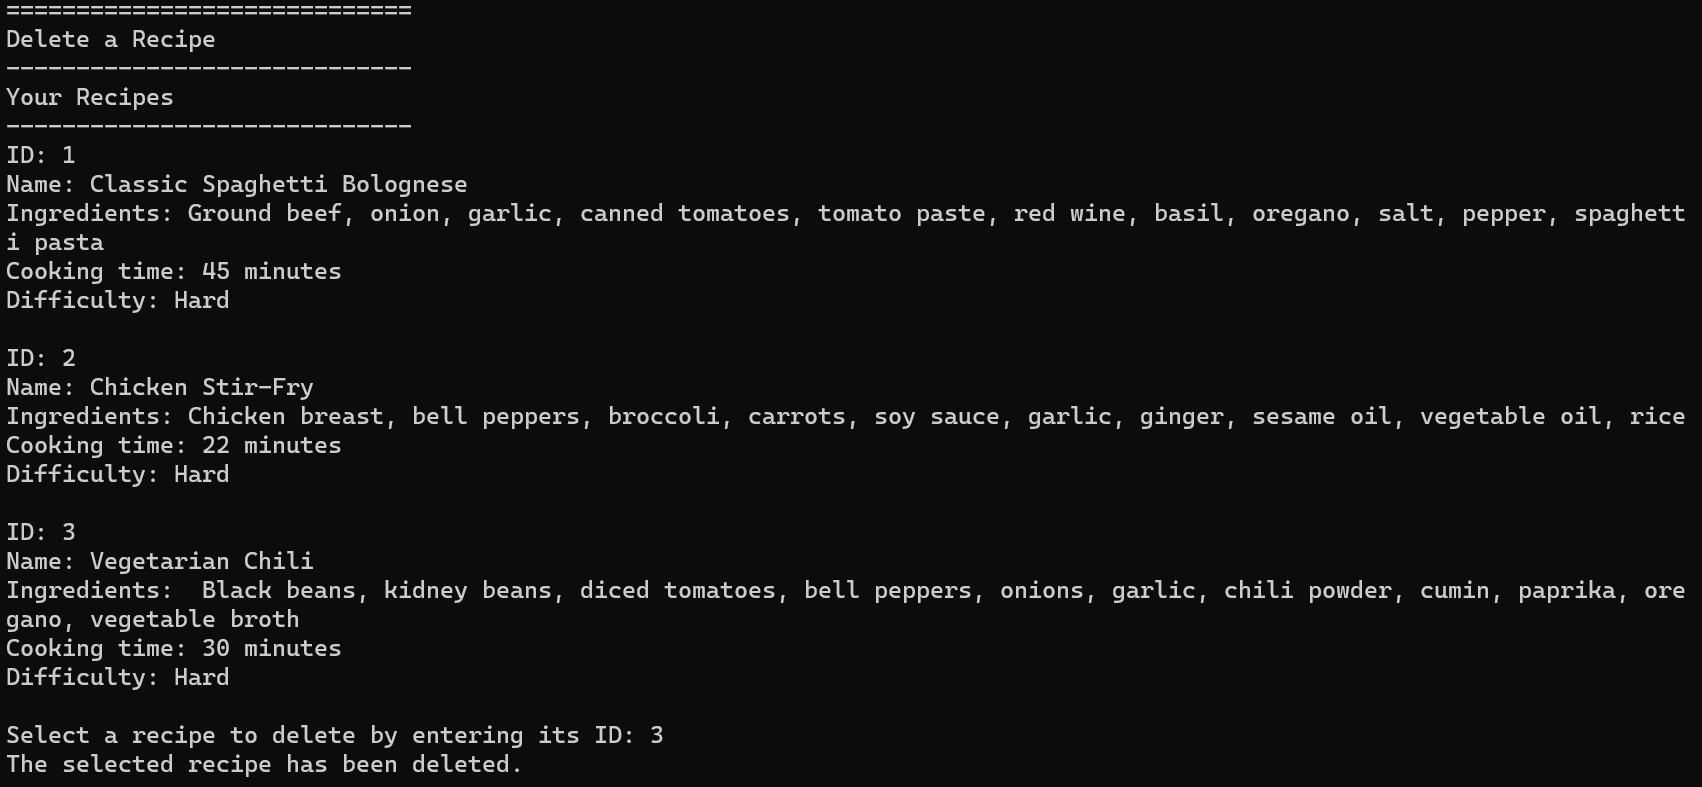 =============================
Delete a Recipe
-----------------------------
Your Recipes
-----------------------------
ID: 1
Name: Classic Spaghetti Bolognese
Ingredients: Ground beef, onion, garlic, canned tomatoes, tomato paste, red wine, basil, oregano, salt, pepper, spaghett
i pasta
Cooking time: 45 minutes
Difficulty: Hard

ID: 2
Name: Chicken Stir-Fry
Ingredients: Chicken breast, bell peppers, broccoli, carrots, soy sauce, garlic, ginger, sesame oil, vegetable oil, rice
Cooking time: 22 minutes
Difficulty: Hard

ID: 3
Name: Vegetarian Chili
Ingredients:  Black beans, kidney beans, diced tomatoes, bell peppers, onions, garlic, chili powder, cumin, paprika, ore
gano, vegetable broth
Cooking time: 30 minutes
Difficulty: Hard

Select a recipe to delete by entering its ID: 3
The selected recipe has been deleted.